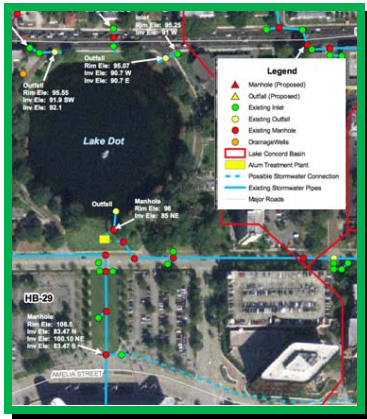 Inlet
Rim Ele: 95.25
Inv Ele: 91 W
Outfall
Rim Ele: 95.07
Inv Ele: 90.7 W
Inv Ele: 90.7 E
Outfall
Rim Ele: 95.55
Inv Ele: 91.9 SW
Inv Ele: 92.1
Lake Dot
Legend
Manhole (Proposed)
Outfall (Proposed)
Existing Inlet
Existing Outfall
Existing Manhole
DrainageWells
Lake Concord Basin
Alum Treatment Plant
Possible Stormwater Connection
Existing Stormwater Pipes
Major Roads
Outfall
Manhole
Rim Ele: 96
Inv Ele: 85 NE
HB-29
Manhole
Rim Ele: 106.5
Inv Ele: 83.47 N
Inv Ele: 100.10 NE
Inv Ele: 83.47 S
AMELIA STREET